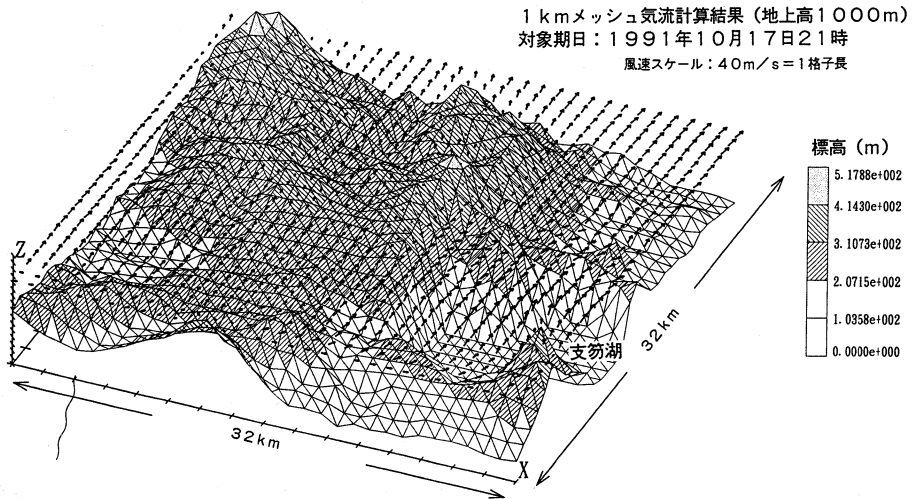 1kmメッシュ気流計算結果（地上高1000m）
対象期日：1991年10月17日21時
風速スケール：40m／s＝1格子長
標高（m）
5.1788e+002
4.1430e+002
3.1073e+002
2.0715e+002
1.0358e+002
0.0000e+000
Z
支笏湖
32km
32km
X